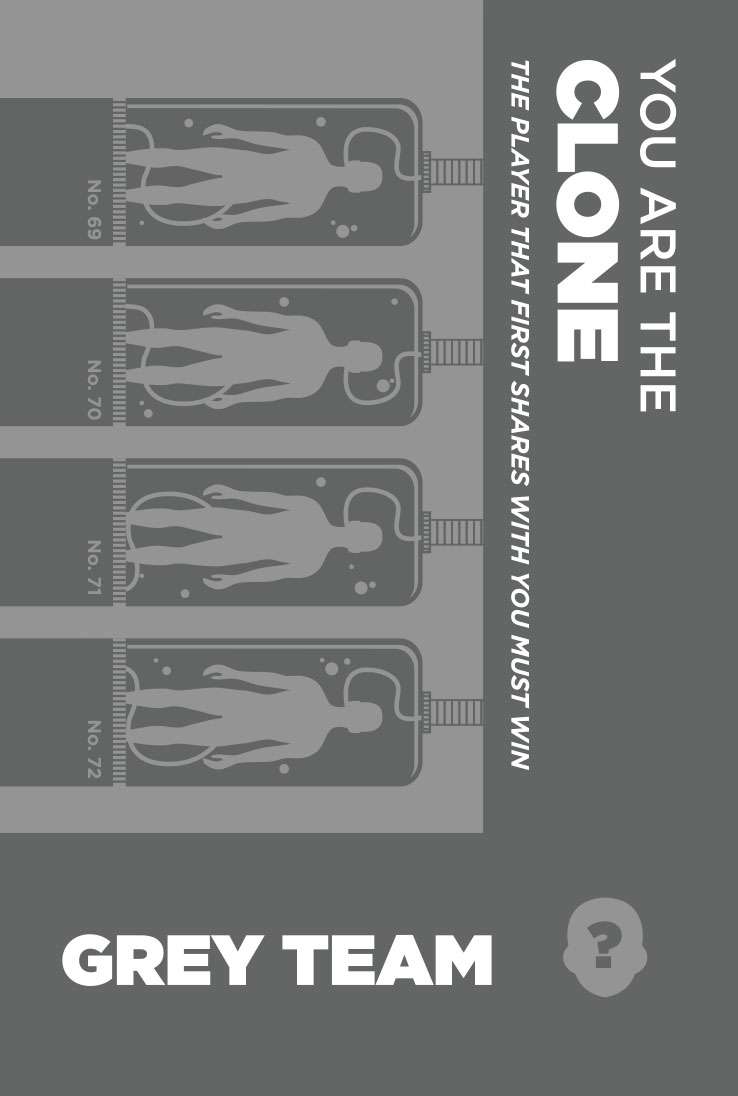 YOU ARE THE
CLONE
THE PLAYER THAT FIRST SHARES WITH YOU MUST WIN
No. 69
No. 70
No. 71
No. 72
GREY TEAM
?